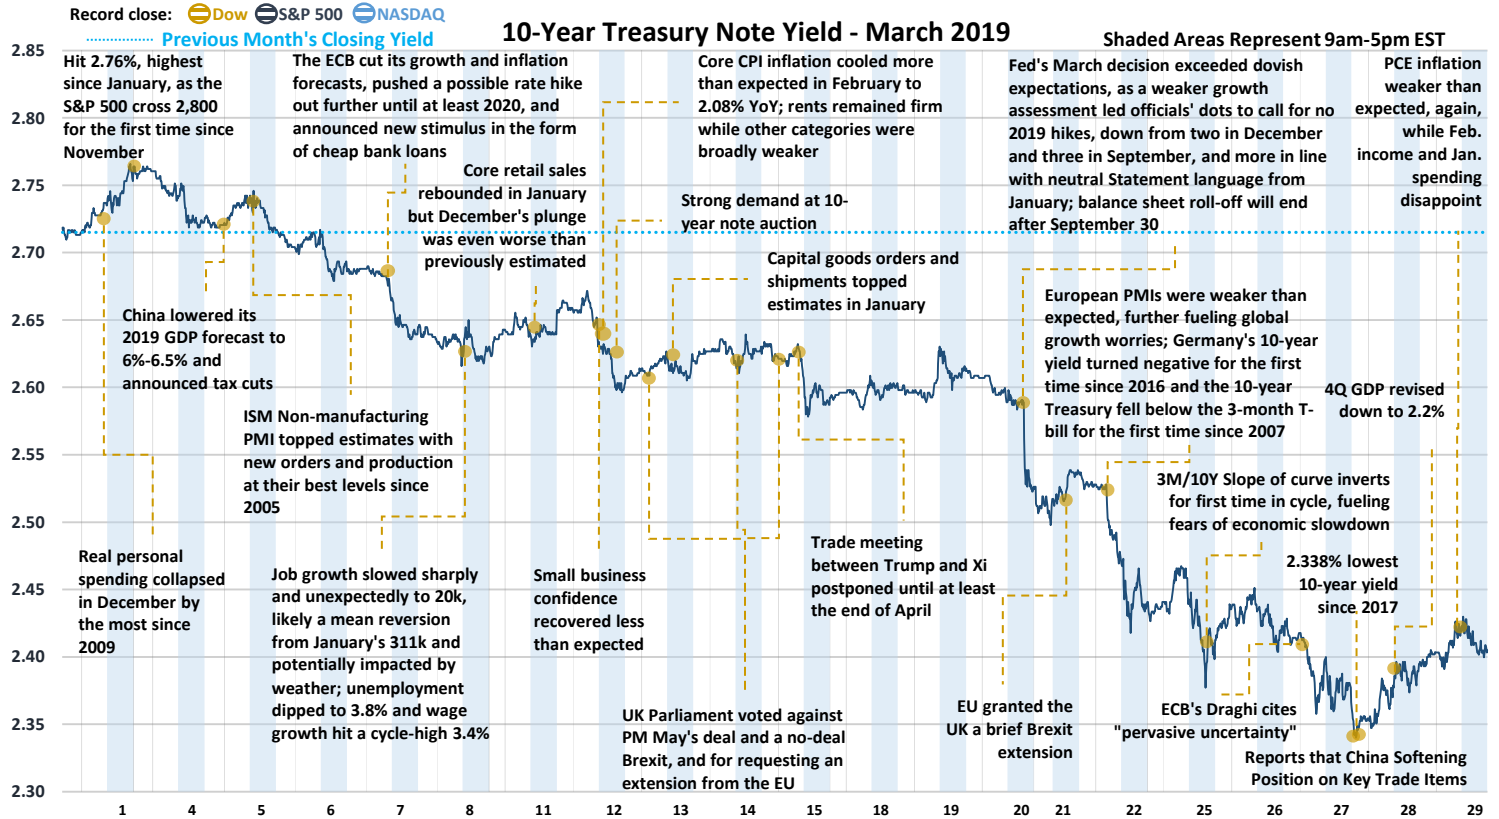 Record close: Dow S&P 500 NASDAQ
Previous Month's Closing Yield
10-Year Treasury Note Yield - March 2019
Shaded Areas Represent 9am-5pm EST
2.85
2.80
2.75
2.70
2.65
2.60
2.55
2.50
2.45
2.40
2.35
2.30
Hit 2.76%, highest
since January, as the
S&P 500 cross 2,800
for the first time since
November
The ECB cut its growth and inflation
forecasts, pushed a possible rate hike
out further until at least 2020, and
announced new stimulus in the form
of cheap bank loans
Core retail sales
rebounded in January
but December's plunge
was even worse than
previously estimated
Core CPI inflation cooled more
than expected in February to
2.08% YoY; rents remained firm
while other categories were
broadly weaker
Strong demand at 10-
year note auction
Capital goods orders and
shipments topped
estimates in January
Fed's March decision exceeded dovish
expectations, as a weaker growth
assessment led officials' dots to call for no
2019 hikes, down from two in December
and three in September, and more in line
with neutral Statement language from
January; balance sheet roll-off will end
after September 30
PCE inflation
weaker than
expected, again,
while Feb.
income and Jan.
spending
disappoint
European PMIs were weaker than
expected, further fueling global
growth worries; Germany's 10-year
yield turned negative for the first
time since 2016 and the 10-year
Treasury fell below the 3-month T-
bill for the first time since 2007
4Q GDP revised
down to 2.2%
China lowered its
2019 GDP forecast to
6%-6.5% and
announced tax cuts
ISM Non-manufacturing
PMI topped estimates with
new orders and production
at their best levels since
2005
3M/10Y Slope of curve inverts
for first time in cycle, fueling
fears of economic slowdown
Real personal
spending collapsed
in December by
the most since
2009
Job growth slowed sharply
and unexpectedly to 20k,
likely a mean reversion
from January's 311k and
potentially impacted by
weather; unemployment
dipped to 3.8% and wage
growth hit a cycle-high 3.4%
Small business
confidence
recovered less
than expected
Trade meeting
between Trump and Xi
postponed until at least
the end of April
2.338% lowest
10-year yield
since 2017
UK Parliament voted against
PM May's deal and a no-deal
Brexit, and for requesting an
extension from the EU
EU granted the
UK a brief Brexit
extension
ECB's Draghi cites
"pervasive uncertainty"
Reports that China Softening
Position on Key Trade Items
1 4 5 7 8 11 12 13 14 15 18 19 20 21 22 25 26 27 28 29